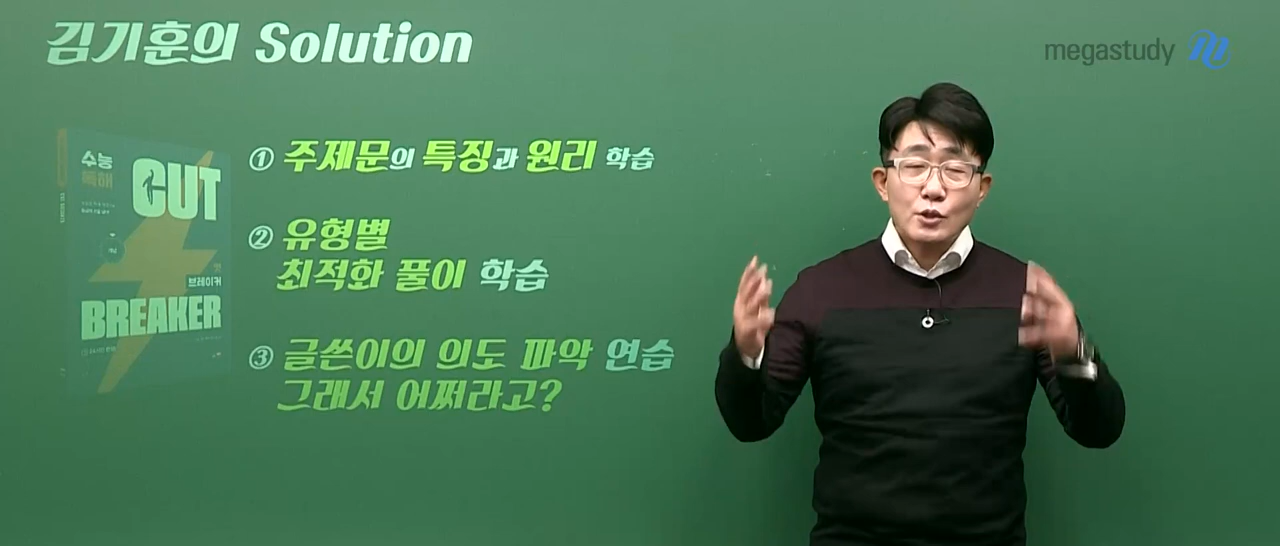 김기훈의 Solution
megastudy
① 주제문의 특징과 원리 학습
② 유형별
최적화 풀이 학습
③ 글쓴이의 의도 파악 연습
그래서 어쩌라고?
수능
독해
CUT
브레이커
BREAKER